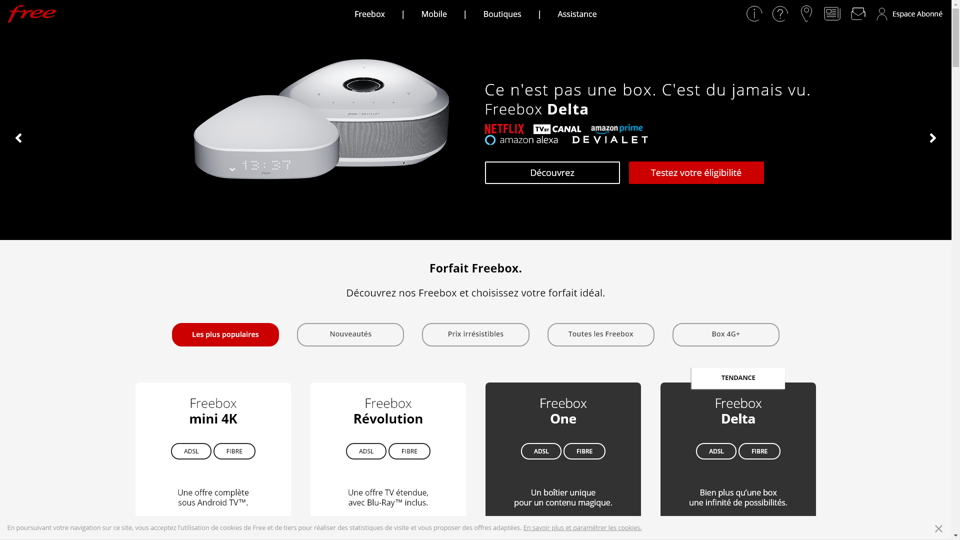 free
Freebox | Mobile | Boutiques | Assistance
Espace Abonné
Ce n'est pas une box. C'est du jamais vu.
Freebox Delta
NETFLIX TV by CANAL amazon prime
amazon alexa DEVIALET
13:37
Découvrez
Testez votre éligibilité
Forfait Freebox.
Découvrez nos Freebox et choisissez votre forfait idéal.
Les plus populaires
Nouveautés
Prix irrésistibles
Toutes les Freebox
Box 4G+
Freebox
mini 4K
ADSL FIBRE
Une offre complète
sous Android TV™.
Freebox
Révolution
ADSL FIBRE
Une offre TV étendue,
avec Blu-Ray™ inclus.
Freebox
One
ADSL FIBRE
Un boîtier unique
pour un contenu magique.
TENDANCE
Freebox
Delta
ADSL FIBRE
Bien plus qu'une box
une infinité de possibilités.
En poursuivant votre navigation sur ce site, vous acceptez l'utilisation de cookies de Free et de tiers pour réaliser des statistiques de visite et vous proposer des offres adaptées. En savoir plus et paramétrer les cookies.